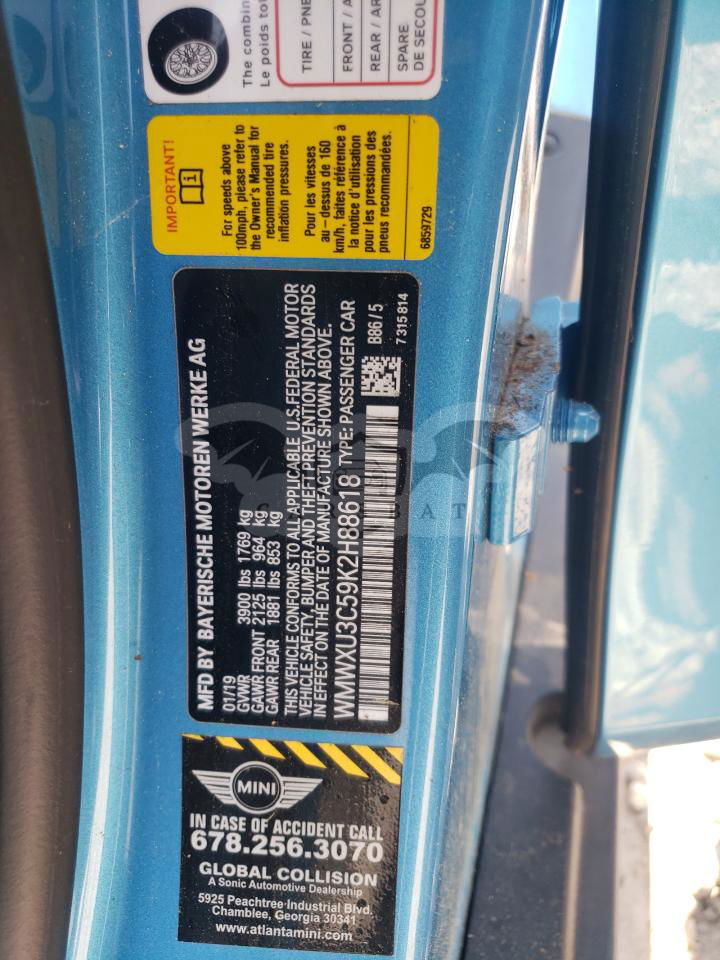 The combin
Le poids tot
TIRE / PNE
FRONT / A
REAR / AR
SPARE
DE SECOU
IMPORTANT!
For speeds above
100mph, please refer to
the Owner's Manual for
recommended tire
inflation pressures.
Pour les vitesses
au – dessus de 160
km/h, faites référence à
la notice d'utilisation
pour les pressions des
pneus recommandées.
6859729
MFD BY BAYERISCHE MOTOREN WERKE AG
01/19
GVWR 3900 lbs 1769 kg
GAWR FRONT 2125 lbs 964 kg
GAWR REAR 1881 lbs 853 kg
THIS VEHICLE CONFORMS TO ALL APPLICABLE U.S. FEDERAL MOTOR
VEHICLE SAFETY, BUMPER AND THEFT PREVENTION STANDARDS
IN EFFECT ON THE DATE OF MANUFACTURE SHOWN ABOVE.
WMWXU3C59K2H88618 TYPE: PASSENGER CAR
B86 / 5
7 315 814
MINI
IN CASE OF ACCIDENT CALL
678.256.3070
GLOBAL COLLISION
A Sonic Automotive Dealership
5925 Peachtree Industrial Blvd.
Chamblee, Georgia 30341
www.atlantamini.com